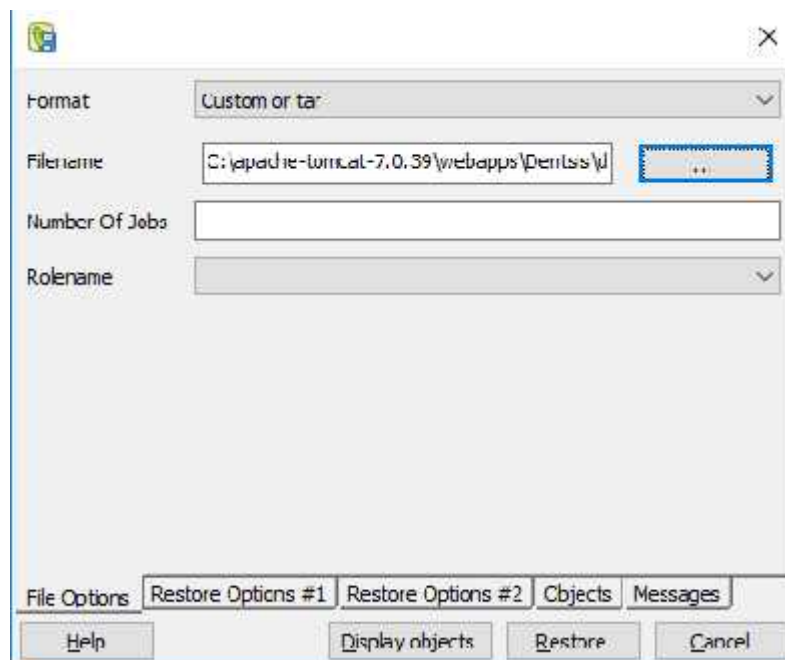 Format Custom or tar
Filename C:\apache-tomcat-7.0.39\webapps\Dentsis\d ...
Number Of Jobs
Rolename
File Options Restore Options #1 Restore Options #2 Objects Messages
Help Display objects Restore Cancel